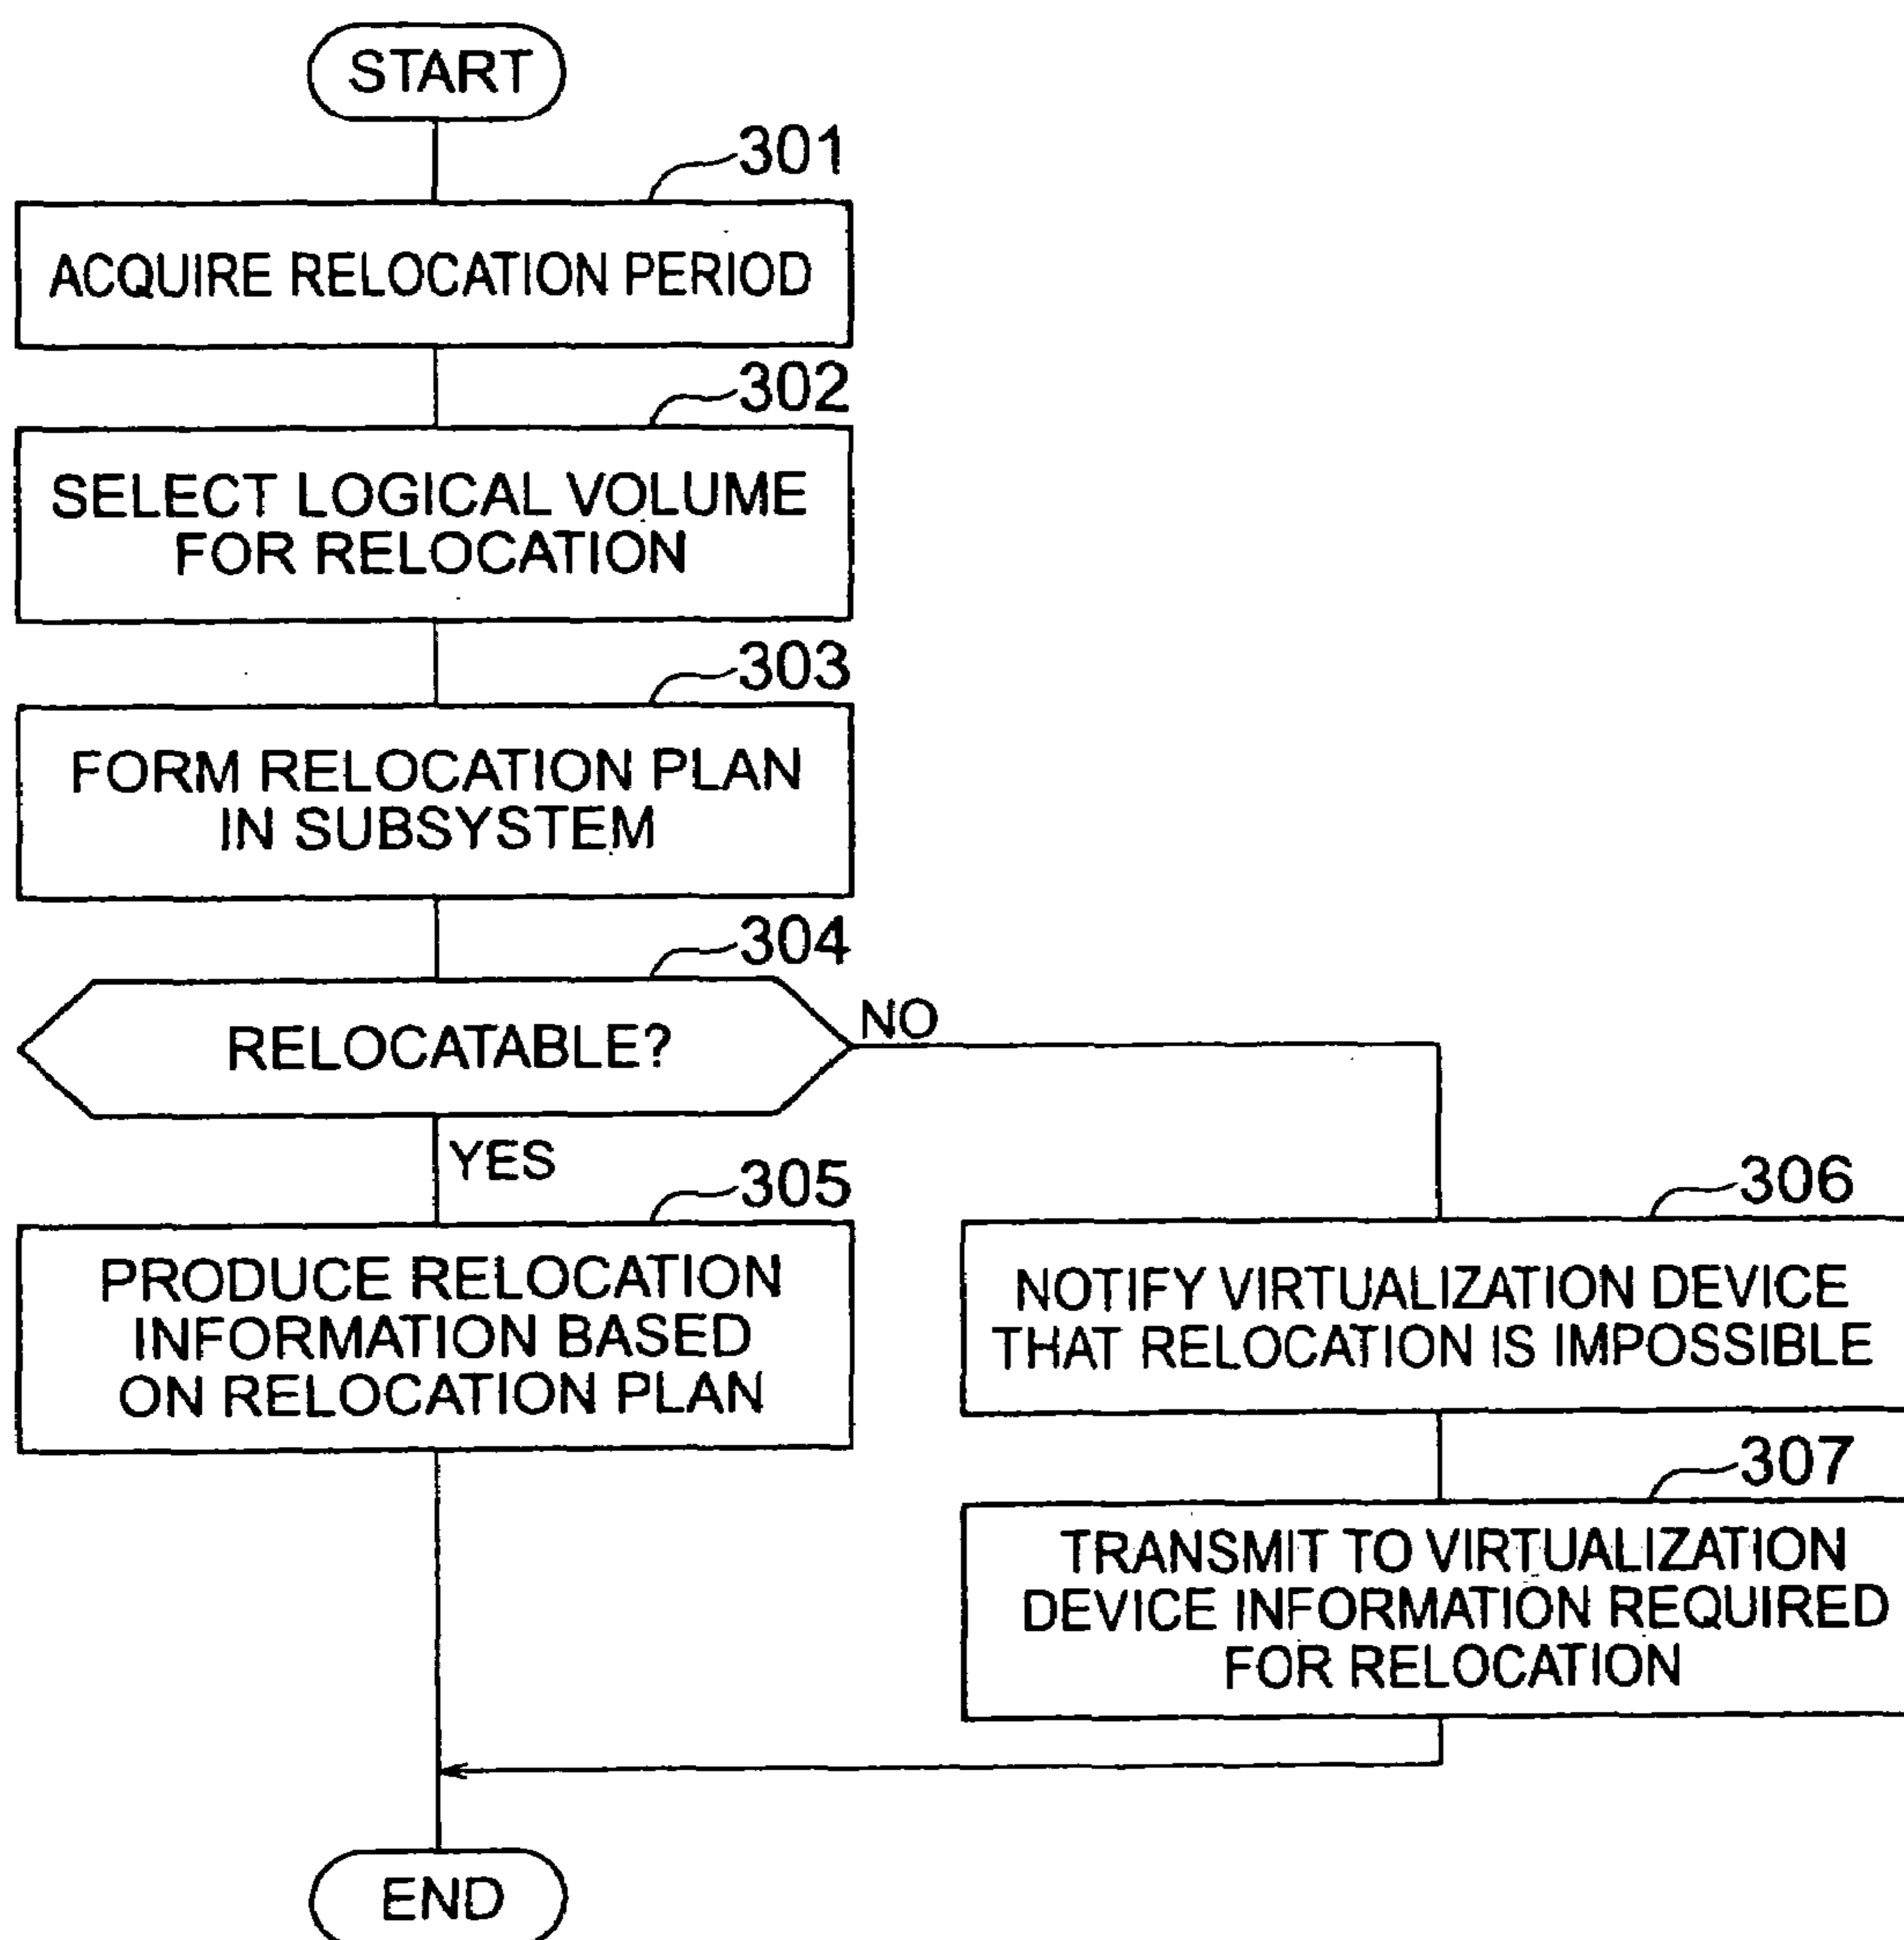 START
301
ACQUIRE RELOCATION PERIOD
302
SELECT LOGICAL VOLUME
FOR RELOCATION
303
FORM RELOCATION PLAN
IN SUBSYSTEM
304
RELOCATABLE?
NO
YES
305
PRODUCE RELOCATION
INFORMATION BASED
ON RELOCATION PLAN
306
NOTIFY VIRTUALIZATION DEVICE
THAT RELOCATION IS IMPOSSIBLE
307
TRANSMIT TO VIRTUALIZATION
DEVICE INFORMATION REQUIRED
FOR RELOCATION
END